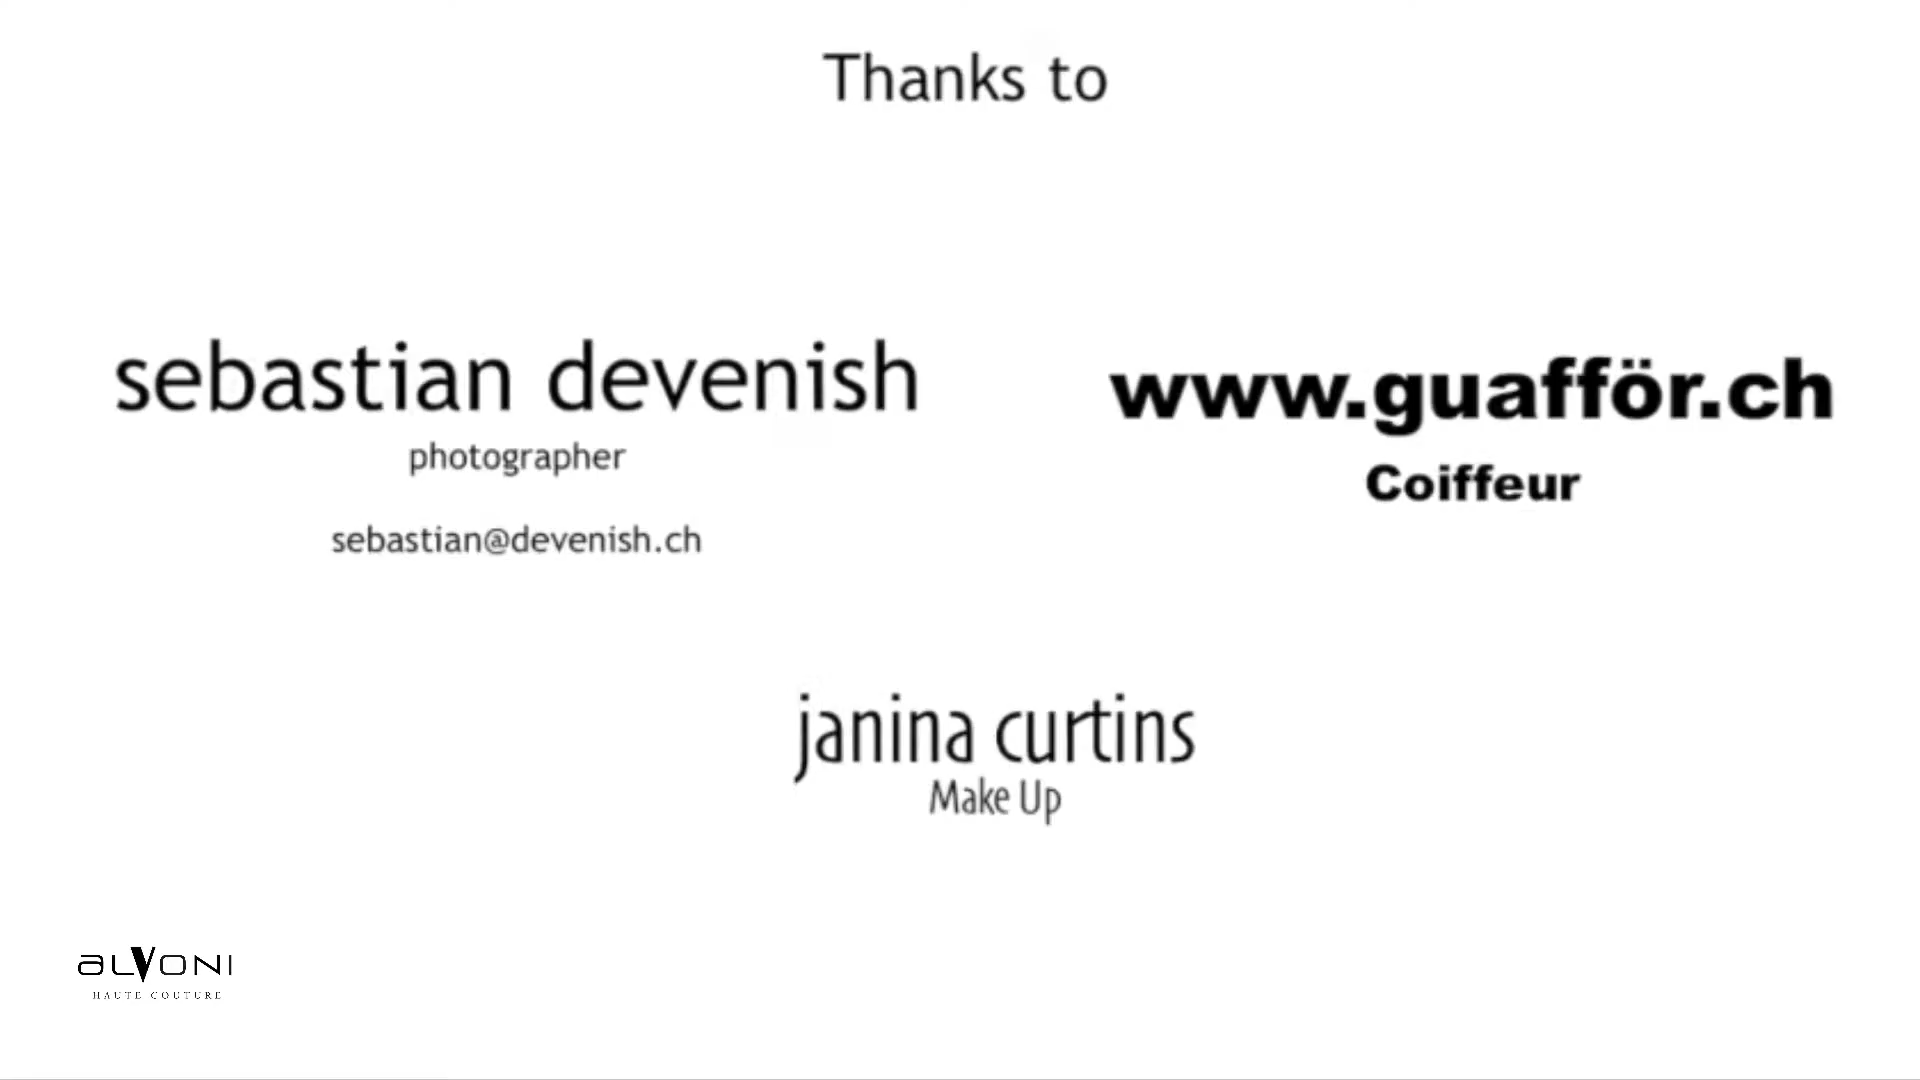 Thanks to
sebastian devenish
photographer
sebastian@devenish.ch
www.guafför.ch
Coiffeur
janina curtins
Make Up
alVONI
HAUTE COUTURE